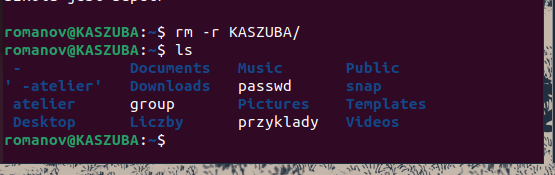 romanov@KASZUBA:~$ rm -r KASZUBA/
romanov@KASZUBA:~$ ls
 -          Documents  Music      Public
' -atelier' Downloads  passwd     snap
 atelier    group      Pictures   Templates
 Desktop    Liczby     przyklady  Videos
romanov@KASZUBA:~$